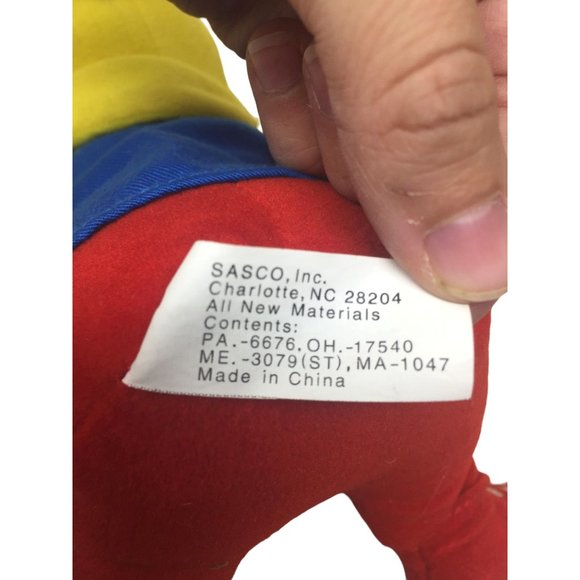 SASCO, Inc.
Charlotte, NC 28204
All New Materials
Contents:
PA.-6676, OH.-17540
ME.-3079(ST), MA-1047
Made in China